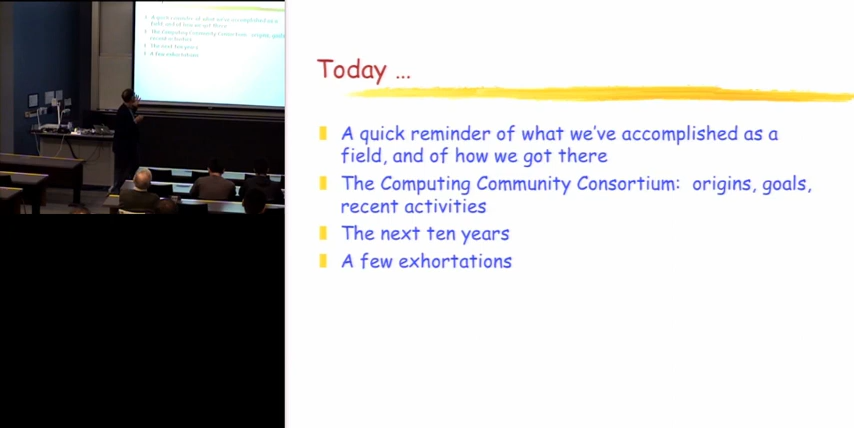 Today ...
A quick reminder of what we've accomplished as a
field, and of how we got there
The Computing Community Consortium: origins, goals,
recent activities
The next ten years
A few exhortations